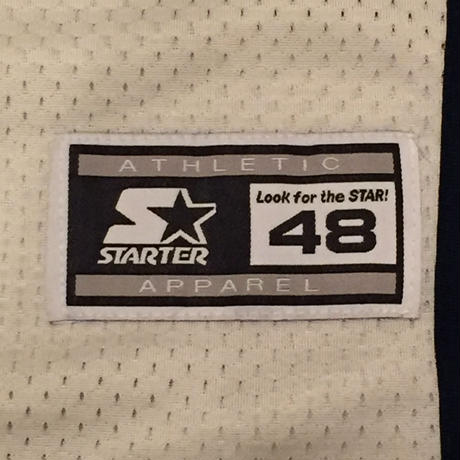 ATHLETIC
STARTER
Look for the STAR!
48
APPAREL